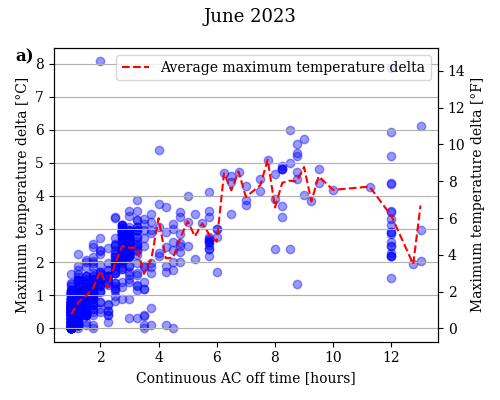 June 2023
a)
Average maximum temperature delta
Maximum temperature delta [°C]
8
7
6
5
4
3
2
1
0
Maximum temperature delta [°F]
14
12
10
8
6
4
2
0
2 4 6 8 10 12
Continuous AC off time [hours]